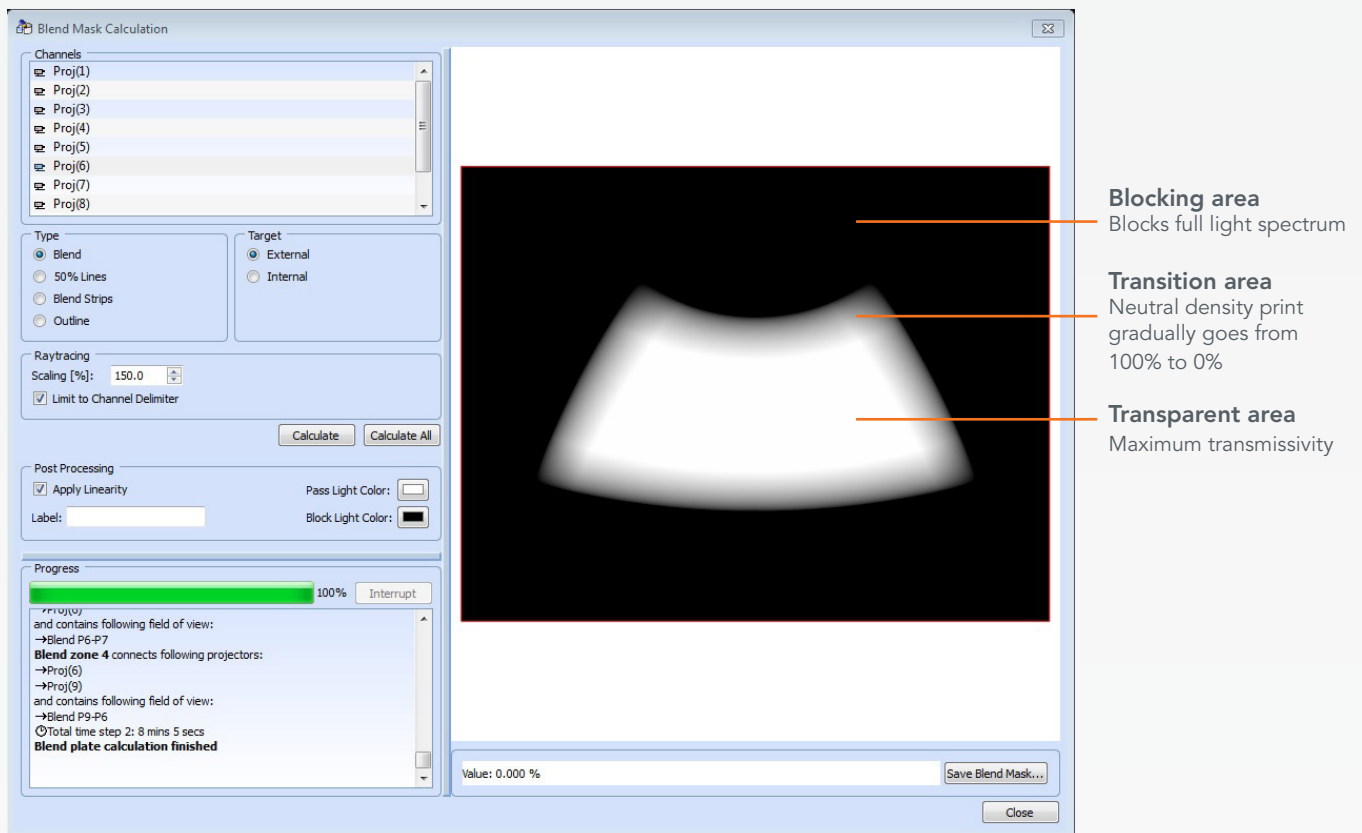 Blend Mask Calculation
Channels
Proj(1)
Proj(2)
Proj(3)
Proj(4)
Proj(5)
Proj(6)
Proj(7)
Proj(8)
Type
Blend
50% Lines
Blend Strips
Outline
Target
External
Internal
Raytracing
Scaling [%]: 150.0
Limit to Channel Delimiter
Calculate Calculate All
Post Processing
Apply Linearity Pass Light Color:
Label: Block Light Color:
Progress
100% Interrupt
→Proj(6)
and contains following field of view:
→Blend P6-P7
Blend zone 4 connects following projectors:
→Proj(6)
→Proj(9)
and contains following field of view:
→Blend P9-P6
Total time step 2: 8 mins 5 secs
Blend plate calculation finished
Value: 0.000 % Save Blend Mask...
Close
Blocking area
Blocks full light spectrum
Transition area
Neutral density print
gradually goes from
100% to 0%
Transparent area
Maximum transmissivity